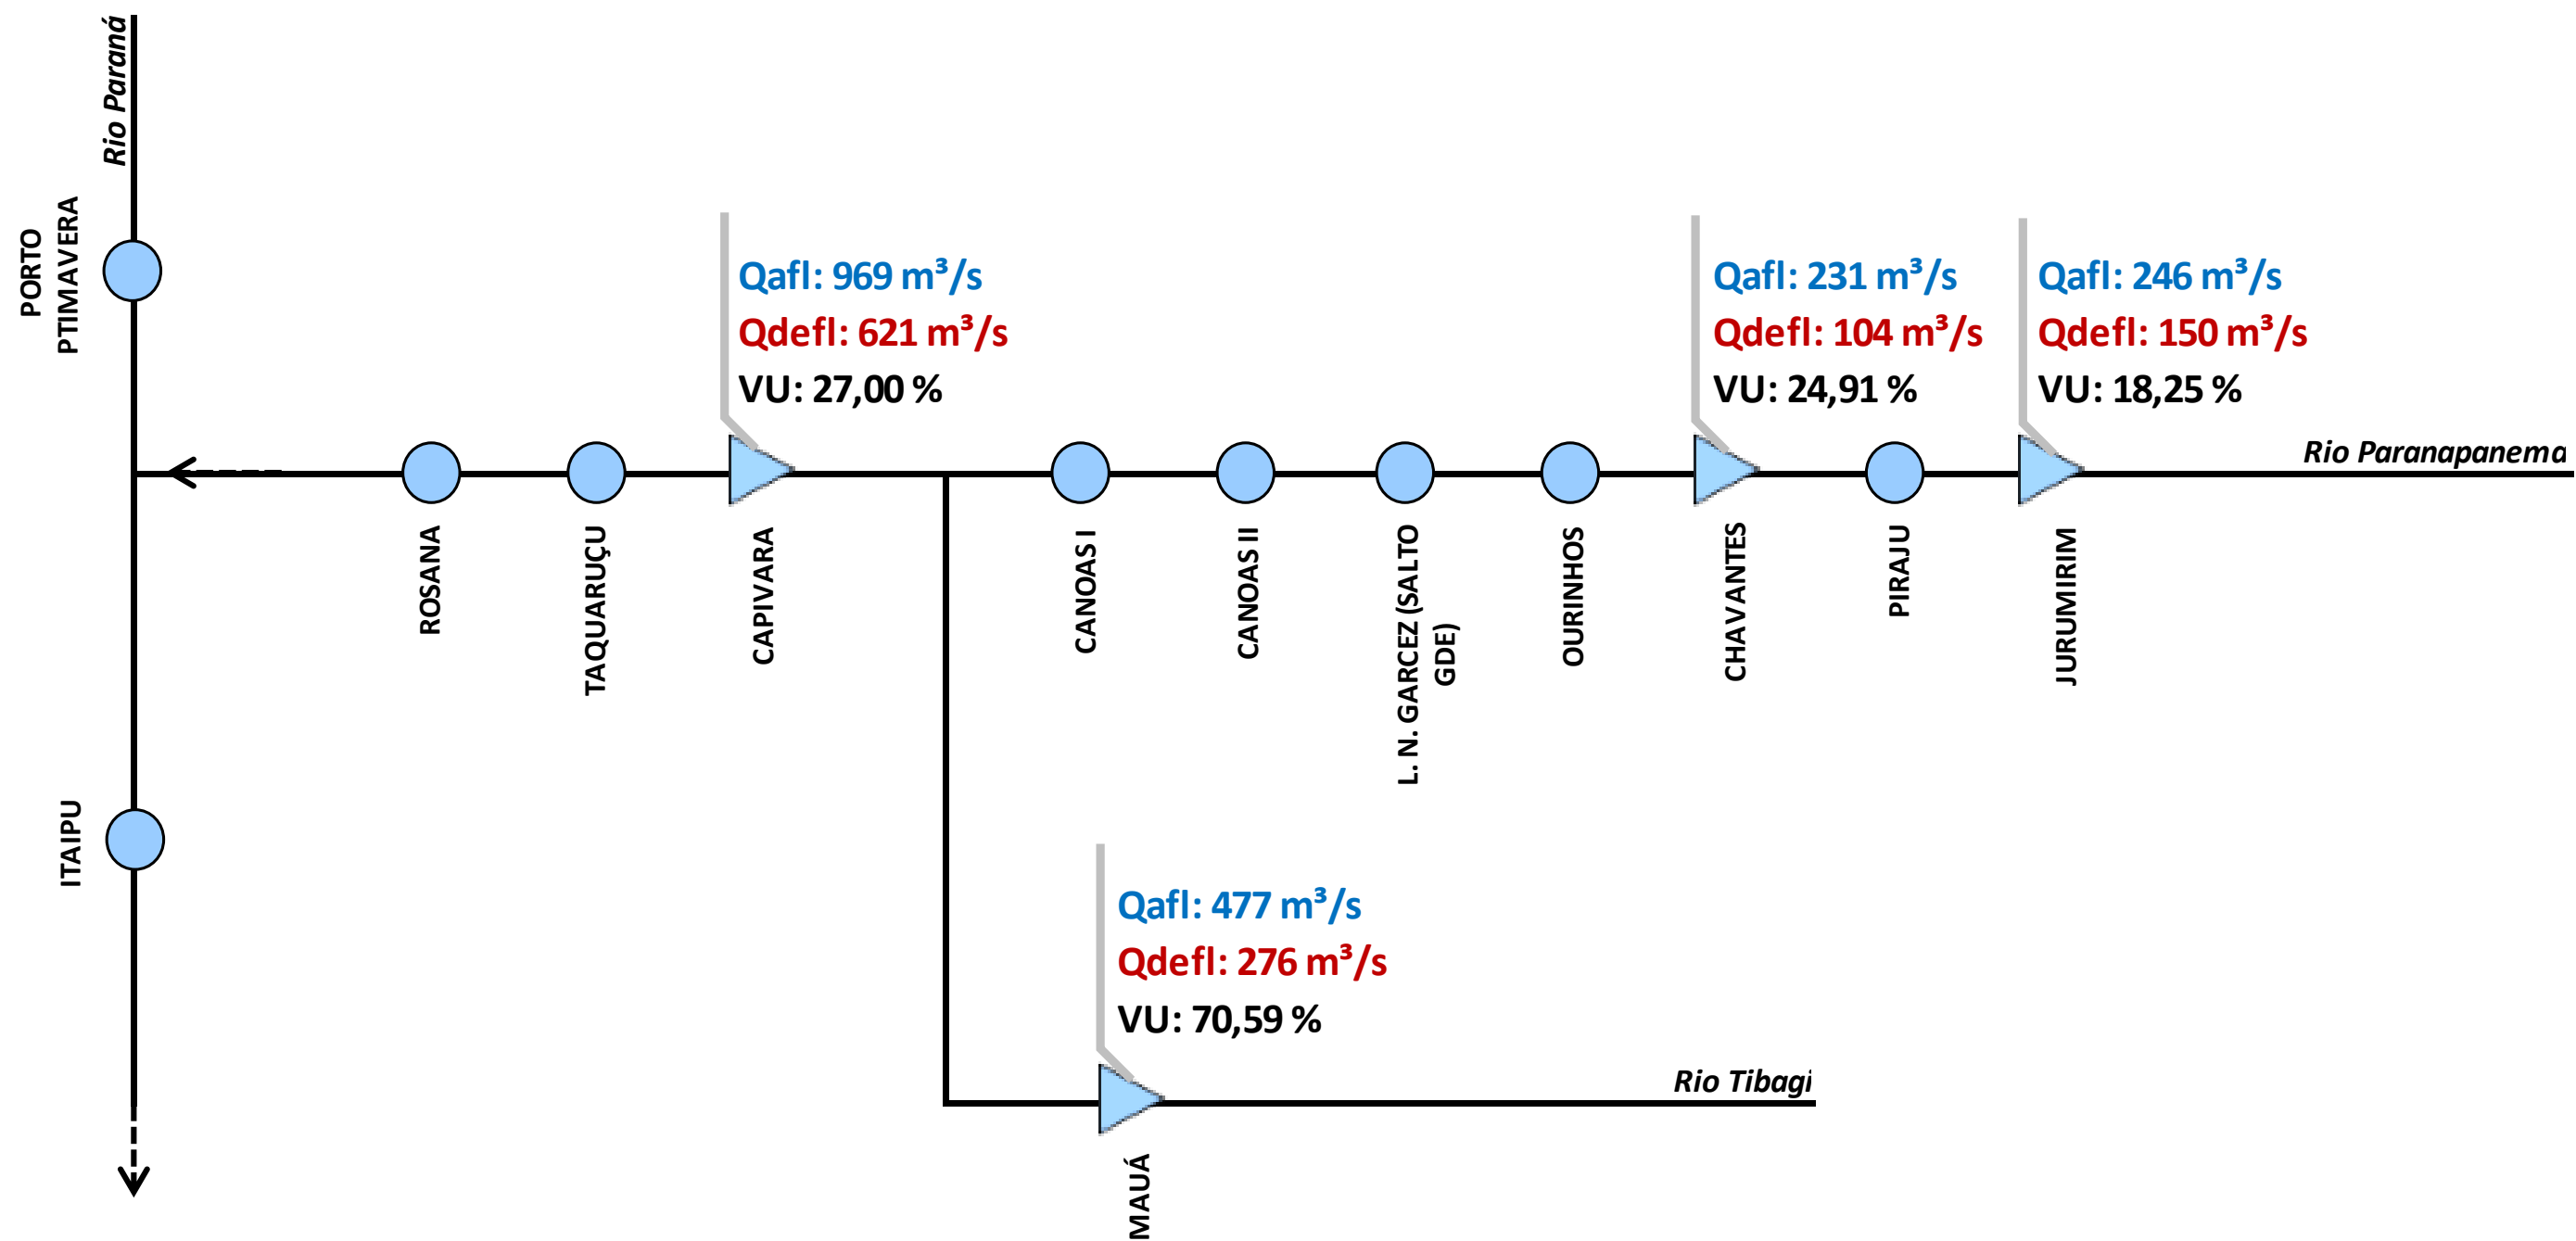 Rio Paraná
PORTO
PTIMAVERA
Qafl: 969 m³/s
Qdefl: 621 m³/s
VU: 27,00 %
Qafl: 231 m³/s
Qdefl: 104 m³/s
VU: 24,91 %
Qafl: 246 m³/s
Qdefl: 150 m³/s
VU: 18,25 %
Rio Paranapanema
ROSANA
TAQUARUÇU
CAPIVARA
CANOAS I
CANOAS II
L. N. GARCEZ (SALTO
GDE)
OURINHOS
CHAVANTES
PIRAJU
JURUMIRIM
ITAIPU
Qafl: 477 m³/s
Qdefl: 276 m³/s
VU: 70,59 %
Rio Tibagi
MAUÁ